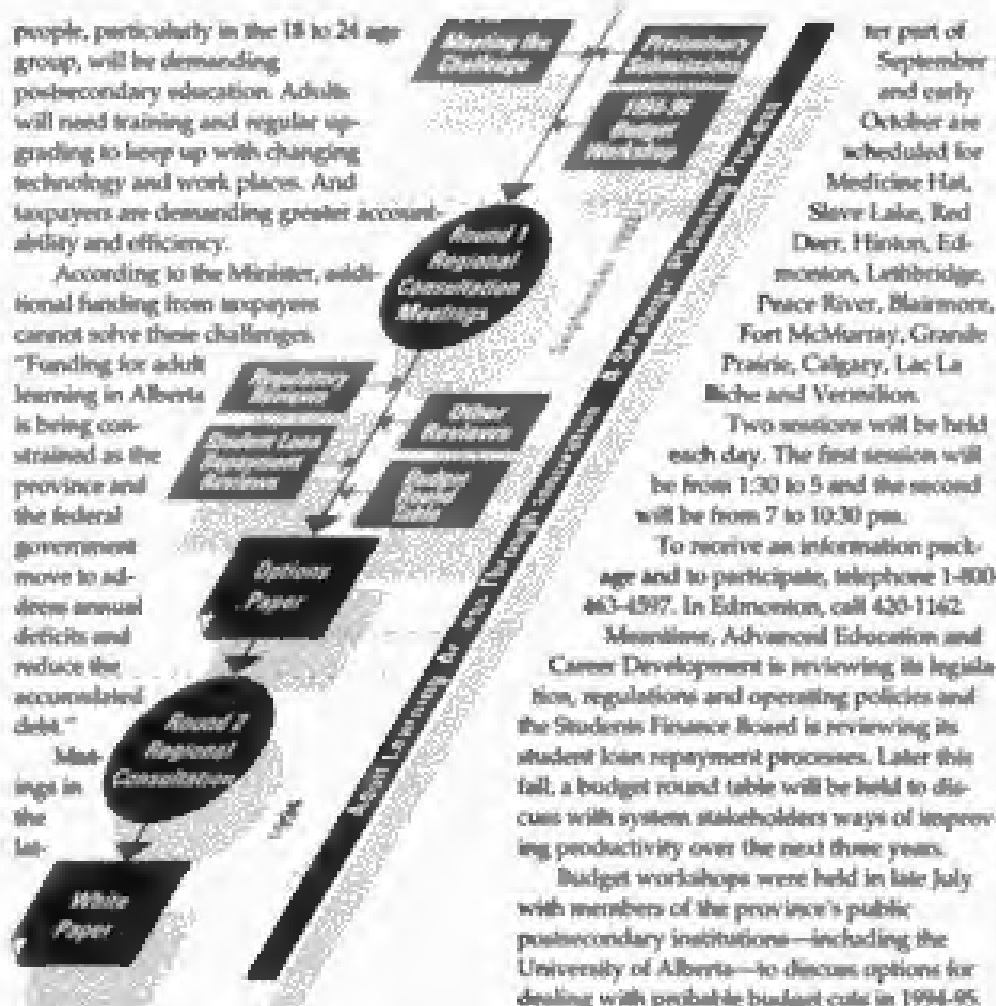 people, particularly in the 18 to 24 age
group, will be demanding
postsecondary education. Adults
will need training and regular up-
grading to keep up with changing
technology and work places. And
taxpayers are demanding greater account-
ability and efficiency.
According to the Minister, addi-
tional funding from taxpayers
cannot solve these challenges.
"Funding for adult
learning in Alberta
is being con-
strained as the
province and
the federal
government
move to ad-
dress annual
deficits and
reduce the
accumulated
debt."
Meet-
ings in
the
lat-
Meeting the
Challenge
Preliminary
Submissions
Budget
Workshop
Round 1
Regional
Consultation
Meetings
September
Reviews
Student Loan
Repayment
Reviews
Other
Reviews
Budget
Round
Table
Options
Paper
Round 2
Regional
Consultation
1994
White
Paper
Adult Learning: Access Through Innovation A Strategic Planning Process
ter part of
September
and early
October are
scheduled for
Medicine Hat,
Slave Lake, Red
Deer, Hinton, Ed-
monton, Lethbridge,
Peace River, Blairmore,
Fort McMurray, Grande
Prairie, Calgary, Lac La
Biche and Vermilion.
Two sessions will be held
each day. The first session will
be from 1:30 to 5 and the second
will be from 7 to 10:30 pm.
To receive an information pack-
age and to participate, telephone 1-800-
463-4597. In Edmonton, call 420-1162.
Meantime, Advanced Education and
Career Development is reviewing its legisla-
tion, regulations and operating policies and
the Students Finance Board is reviewing its
student loan repayment processes. Later this
fall, a budget round table will be held to dis-
cuss with system stakeholders ways of improv-
ing productivity over the next three years.
Budget workshops were held in late July
with members of the province's public
postsecondary institutions—including the
University of Alberta—to discuss options for
dealing with probable budget cuts in 1994-95.